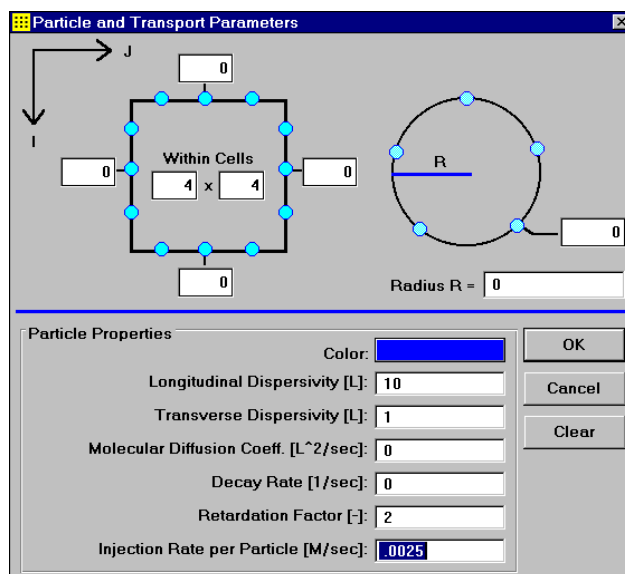 Particle and Transport Parameters
J
I
0
0
Within Cells
4 x 4
0
0
R
0
Radius R = 0
Particle Properties
Color:
Longitudinal Dispersivity [L]: 10
Transverse Dispersivity [L]: 1
Molecular Diffusion Coeff. [L^2/sec]: 0
Decay Rate [1/sec]: 0
Retardation Factor [-]: 2
Injection Rate per Particle [M/sec]: .0025
OK
Cancel
Clear